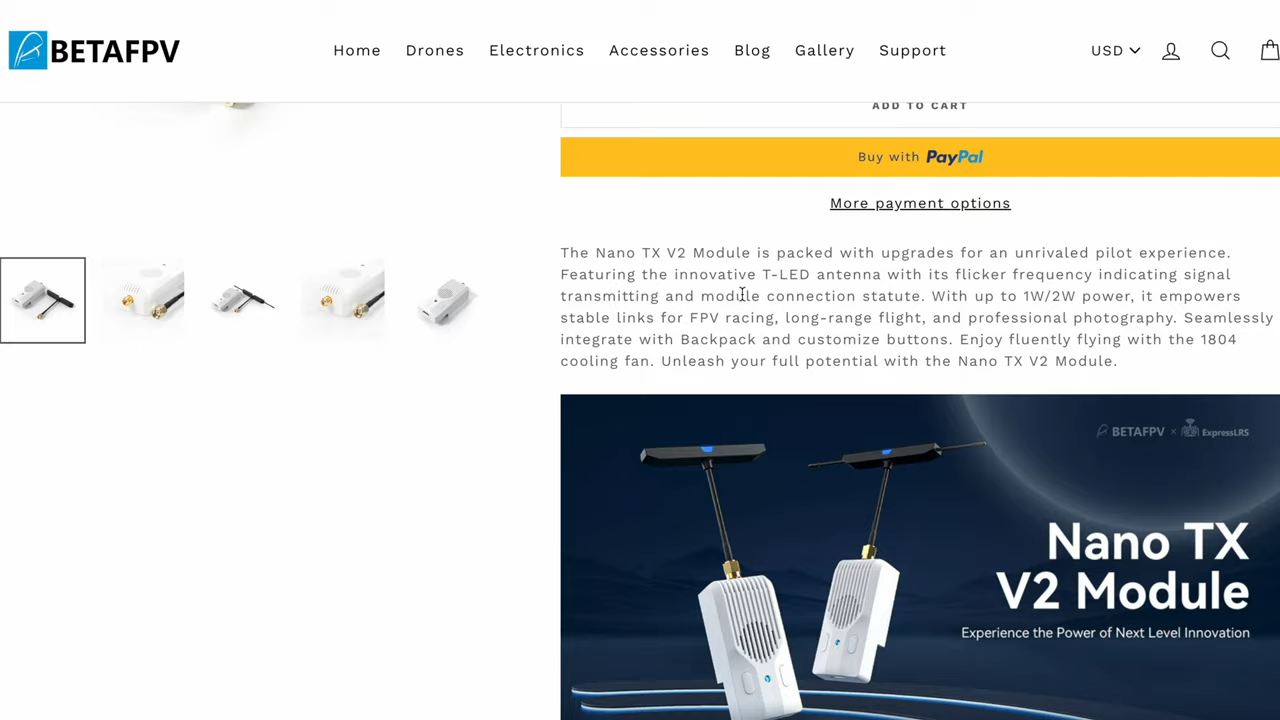 BETAFPV
Home Drones Electronics Accessories Blog Gallery Support
USD
ADD TO CART
Buy with PayPal
More payment options
The Nano TX V2 Module is packed with upgrades for an unrivaled pilot experience.
Featuring the innovative T-LED antenna with its flicker frequency indicating signal
transmitting and module connection statute. With up to 1W/2W power, it empowers
stable links for FPV racing, long-range flight, and professional photography. Seamlessly
integrate with Backpack and customize buttons. Enjoy fluently flying with the 1804
cooling fan. Unleash your full potential with the Nano TX V2 Module.
BETAFPV × ExpressLRS
Nano TX
V2 Module
Experience the Power of Next Level Innovation